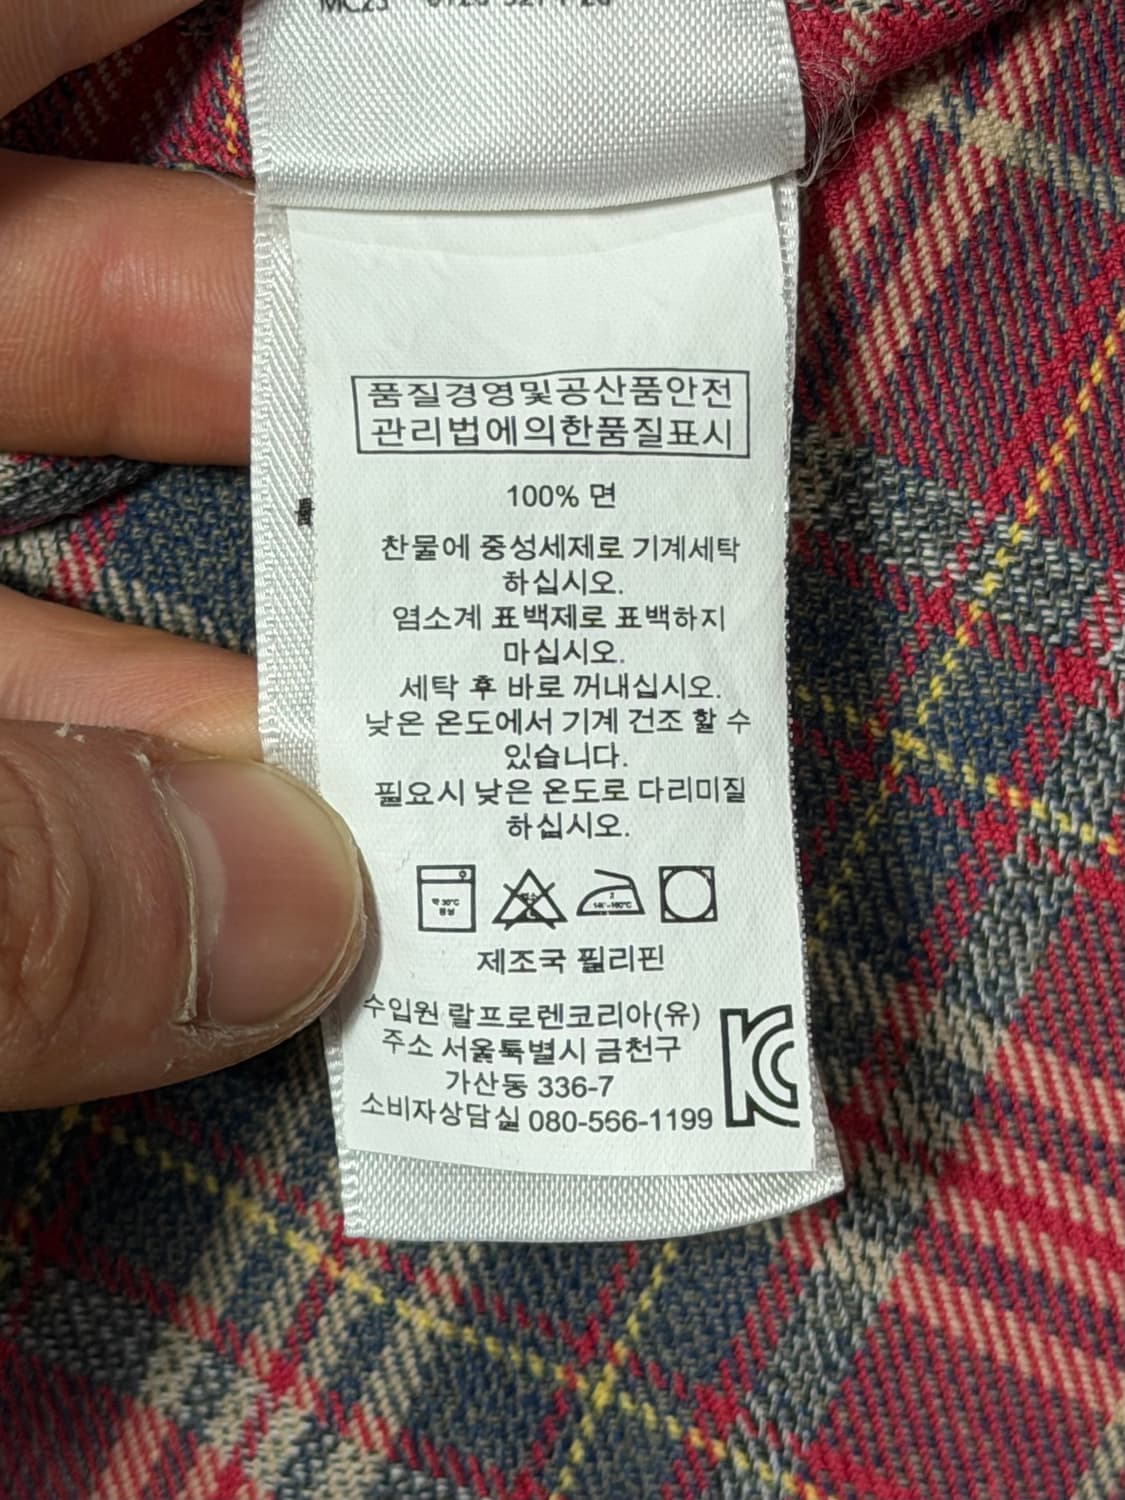 품질경영및공산품안전
관리법에의한품질표시
100% 면
찬물에 중성세제로 기계세탁
하십시오.
염소계 표백제로 표백하지
마십시오.
세탁 후 바로 꺼내십시오.
낮은 온도에서 기계 건조 할 수
있습니다.
필요시 낮은 온도로 다리미질
하십시오.
약 30°C
중성
제조국 필리핀
수입원 랄프로렌코리아(유)
주소 서울특별시 금천구
가산동 336-7
소비자상담실 080-566-1199